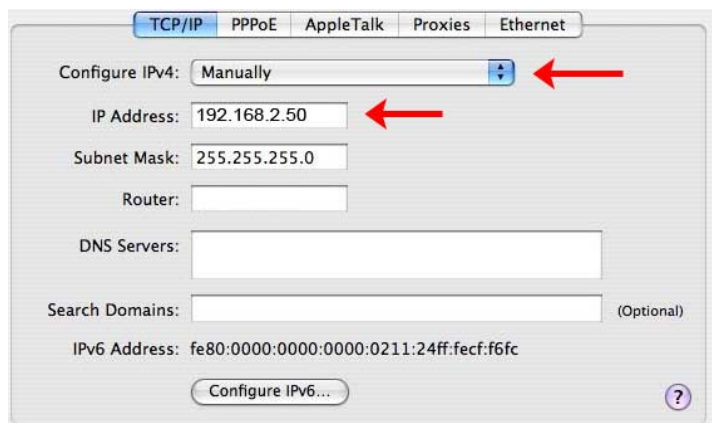 TCP/IP PPPoE AppleTalk Proxies Ethernet
Configure IPv4: Manually
IP Address: 192.168.2.50
Subnet Mask: 255.255.255.0
Router:
DNS Servers:
Search Domains: (Optional)
IPv6 Address: fe80:0000:0000:0000:0211:24ff:fecf:f6fc
Configure IPv6...
?